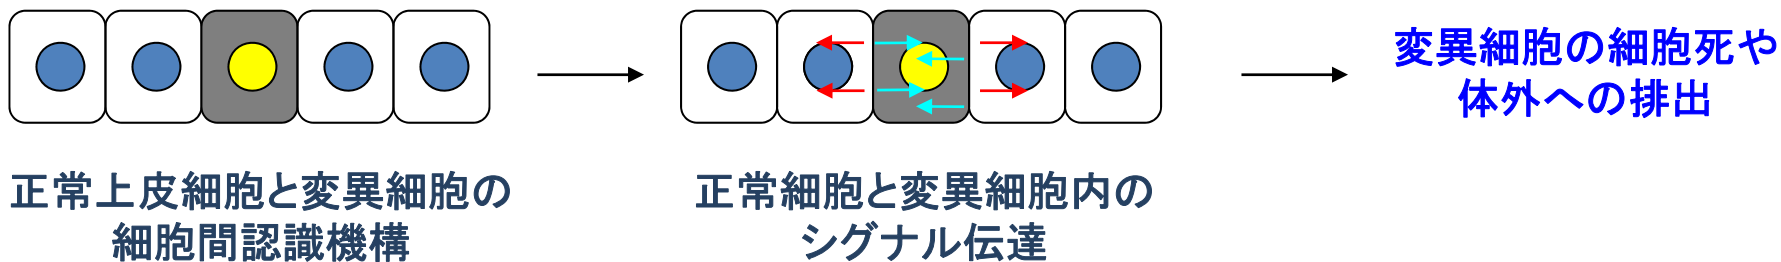 正常上皮細胞と変異細胞の
細胞間認識機構
正常細胞と変異細胞内の
シグナル伝達
変異細胞の細胞死や
体外への排出